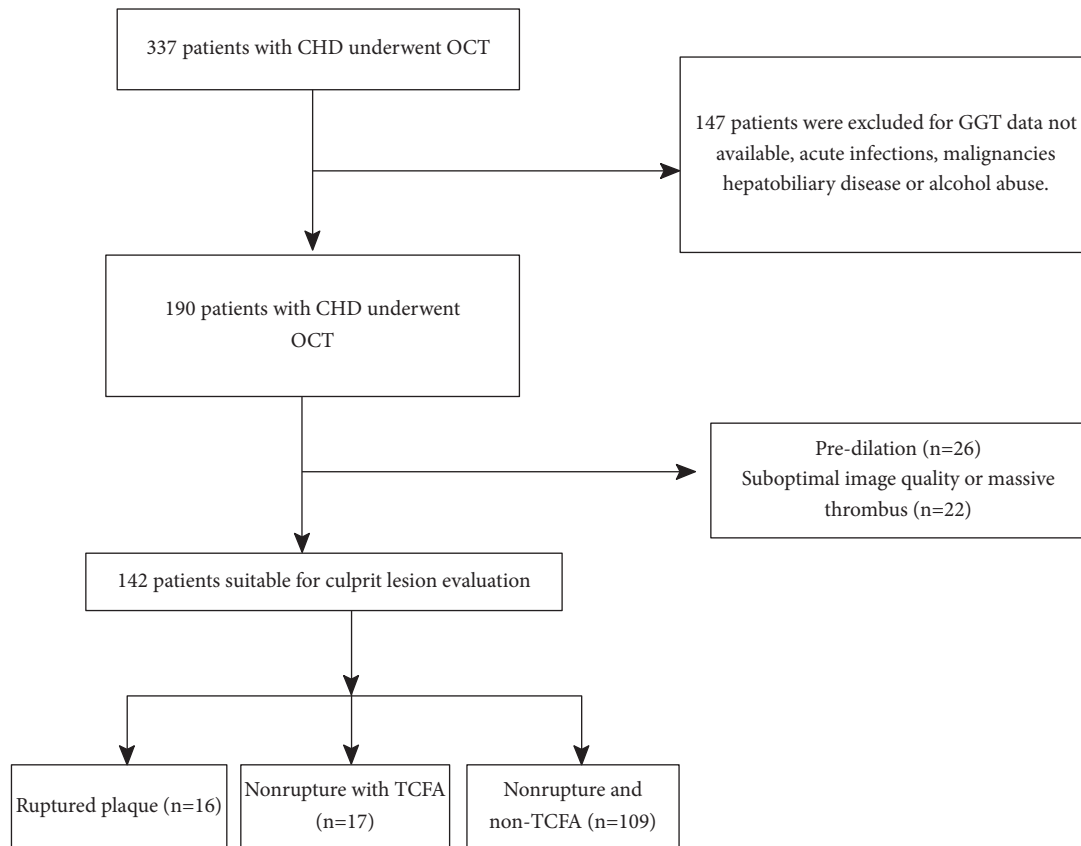 337 patients with CHD underwent OCT
147 patients were excluded for GGT data not
available, acute infections, malignancies
hepatobiliary disease or alcohol abuse.
190 patients with CHD underwent
OCT
Pre-dilation (n=26)
Suboptimal image quality or massive
thrombus (n=22)
142 patients suitable for culprit lesion evaluation
Ruptured plaque (n=16)
Nonrupture with TCFA
(n=17)
Nonrupture and
non-TCFA (n=109)